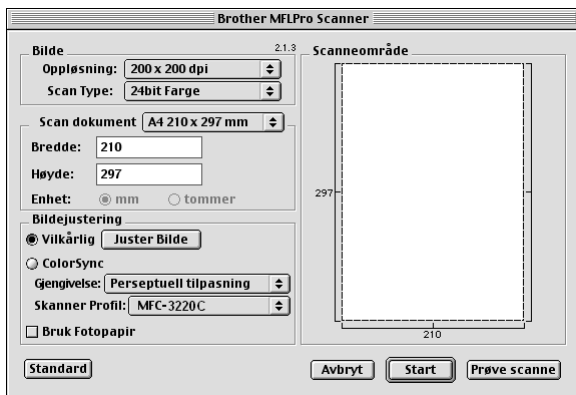 Brother MFLPro Scanner
Bilde
2.1.3
Oppløsning: 200 x 200 dpi
Scan Type: 24bit Farge
Scan dokument A4 210 x 297 mm
Bredde: 210
Høyde: 297
Enhet: mm tommer
Bildejustering
Vilkårlig Juster Bilde
ColorSync
Gjengivelse: Perseptuell tilpasning
Skanner Profil: MFC-3220C
Bruk Fotopapir
Scanneområde
297
210
Standard
Avbryt Start Prøve scanne